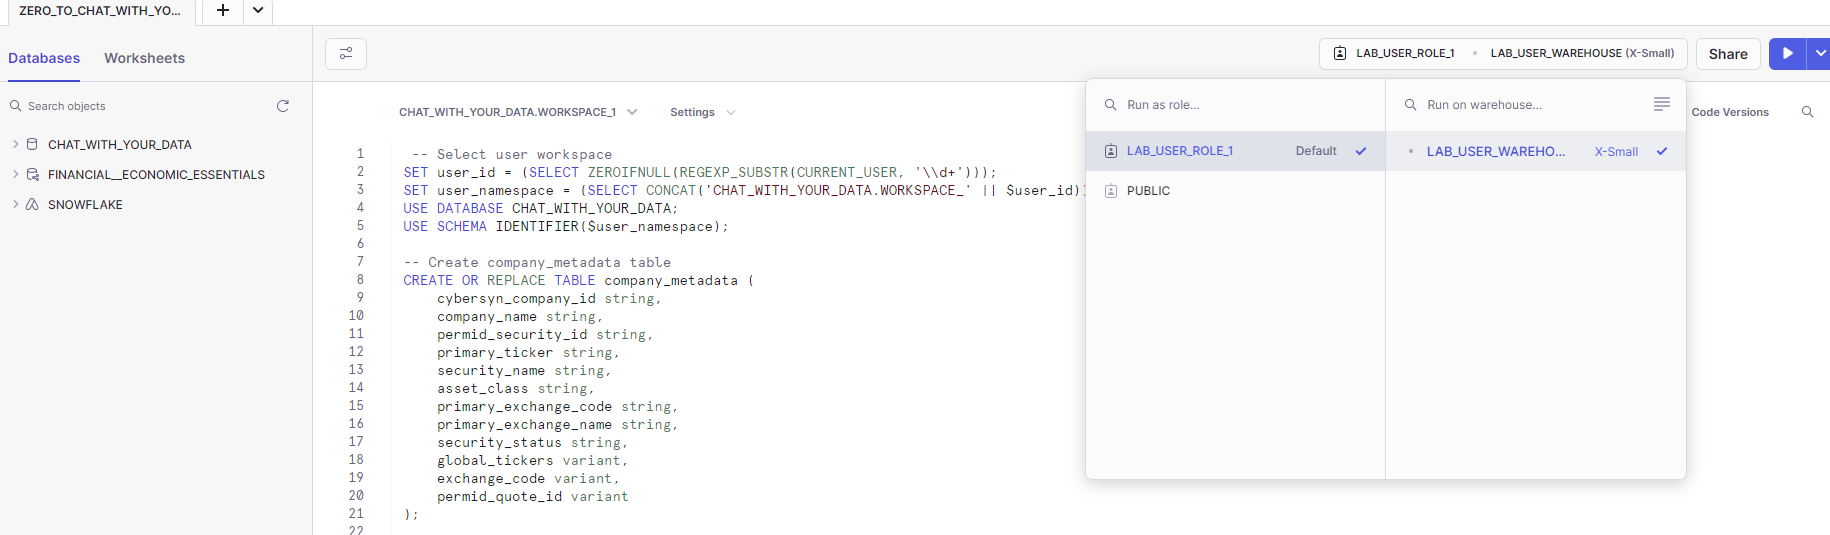 ZERO_TO_CHAT_WITH_YO...
Databases
Worksheets
Search objects
CHAT_WITH_YOUR_DATA
FINANCIAL__ECONOMIC_ESSENTIALS
SNOWFLAKE
LAB_USER_ROLE_1
LAB_USER_WAREHOUSE (X-Small)
Share
CHAT_WITH_YOUR_DATA.WORKSPACE_1
Settings
Code Versions
Run as role...
LAB_USER_ROLE_1 Default
PUBLIC
Run on warehouse...
LAB_USER_WAREHO... X-Small
1 -- Select user workspace
2 SET user_id = (SELECT ZEROIFNULL(REGEXP_SUBSTR(CURRENT_USER, '\\d+')));
3 SET user_namespace = (SELECT CONCAT('CHAT_WITH_YOUR_DATA.WORKSPACE_' || $user_id)
4 USE DATABASE CHAT_WITH_YOUR_DATA;
5 USE SCHEMA IDENTIFIER($user_namespace);
6
7 -- Create company_metadata table
8 CREATE OR REPLACE TABLE company_metadata (
9 cybersyn_company_id string,
10 company_name string,
11 permid_security_id string,
12 primary_ticker string,
13 security_name string,
14 asset_class string,
15 primary_exchange_code string,
16 primary_exchange_name string,
17 security_status string,
18 global_tickers variant,
19 exchange_code variant,
20 permid_quote_id variant
21 );
22